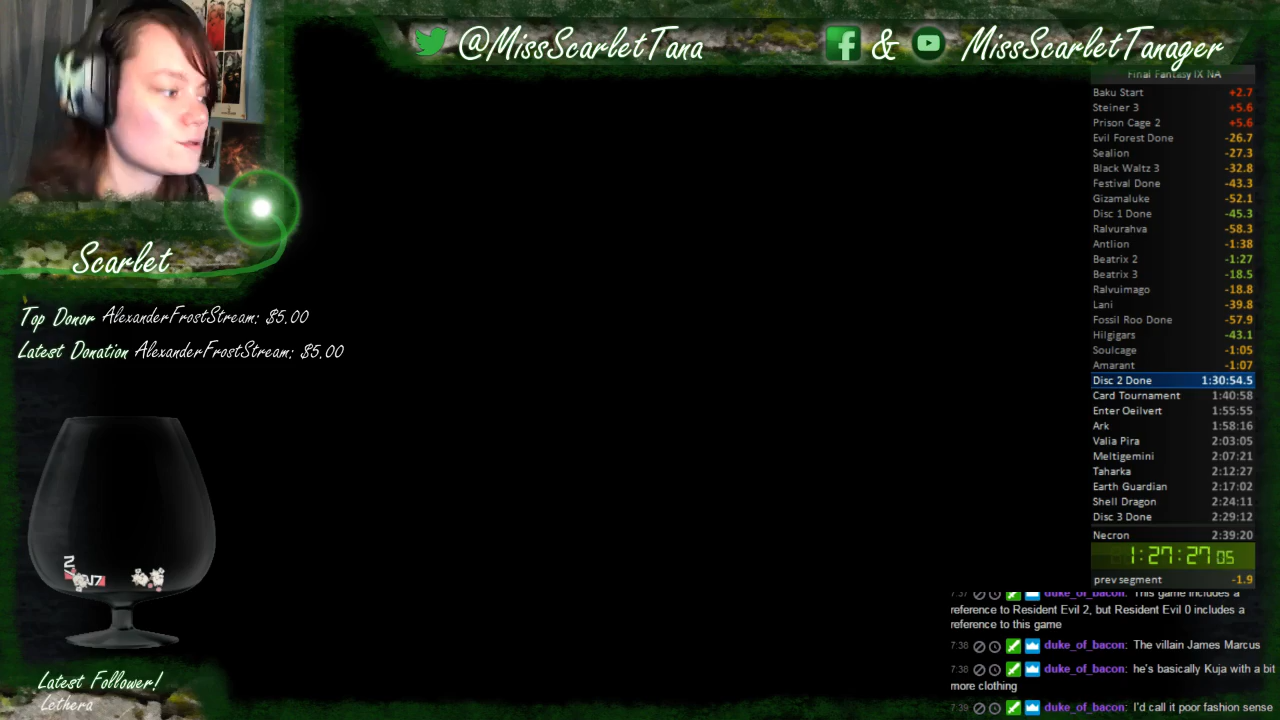 @MissScarletTana
& MissScarletTanager
Final Fantasy IX NA
Baku Start +2.7
Steiner 3 +5.6
Prison Cage 2 +5.6
Evil Forest Done -26.7
Sealion -27.3
Black Waltz 3 -32.8
Festival Done -43.3
Gizamaluke -52.1
Disc 1 Done -45.3
Ralvurahva -58.3
Antlion -1:38
Beatrix 2 -1:27
Beatrix 3 -18.5
Ralvuimago -18.8
Lani -39.8
Fossil Roo Done -57.9
Hilgigars -43.1
Soulcage -1:05
Amarant -1:07
Disc 2 Done 1:30:54.5
Card Tournament 1:40:58
Enter Oeilvert 1:55:55
Ark 1:58:16
Valia Pira 2:03:05
Meltigemini 2:07:21
Taharka 2:12:27
Earth Guardian 2:17:02
Shell Dragon 2:24:11
Disc 3 Done 2:29:12
Necron 2:39:20
1:27:27 05
prev segment -1.9
Scarlet
Top Donor AlexanderFrostStream: $5.00
Latest Donation AlexanderFrostStream: $5.00
N7
Latest Follower!
Lethera
7:37 duke_of_bacon: This game includes a
reference to Resident Evil 2, but Resident Evil 0 includes a
reference to this game
7:38 duke_of_bacon: The villain James Marcus
7:38 duke_of_bacon: he's basically Kuja with a bit
more clothing
7:39 duke_of_bacon: I'd call it poor fashion sense